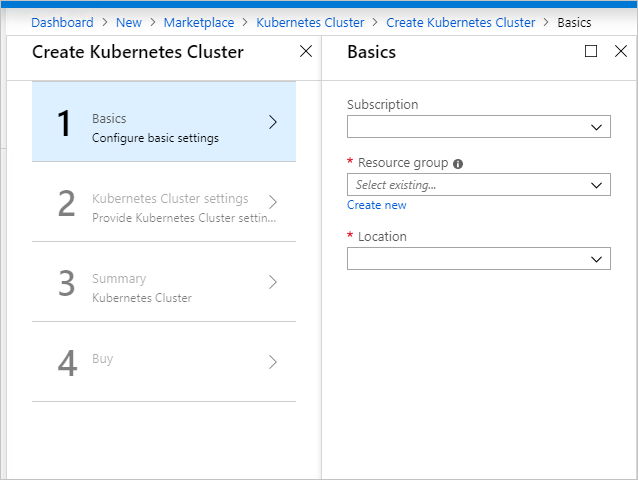 Dashboard > New > Marketplace > Kubernetes Cluster > Create Kubernetes Cluster > Basics
Create Kubernetes Cluster
1
Basics
Configure basic settings
2
Kubernetes Cluster settings
Provide Kubernetes Cluster settin...
3
Summary
Kubernetes Cluster
4
Buy
Basics
Subscription
* Resource group
Select existing...
Create new
* Location